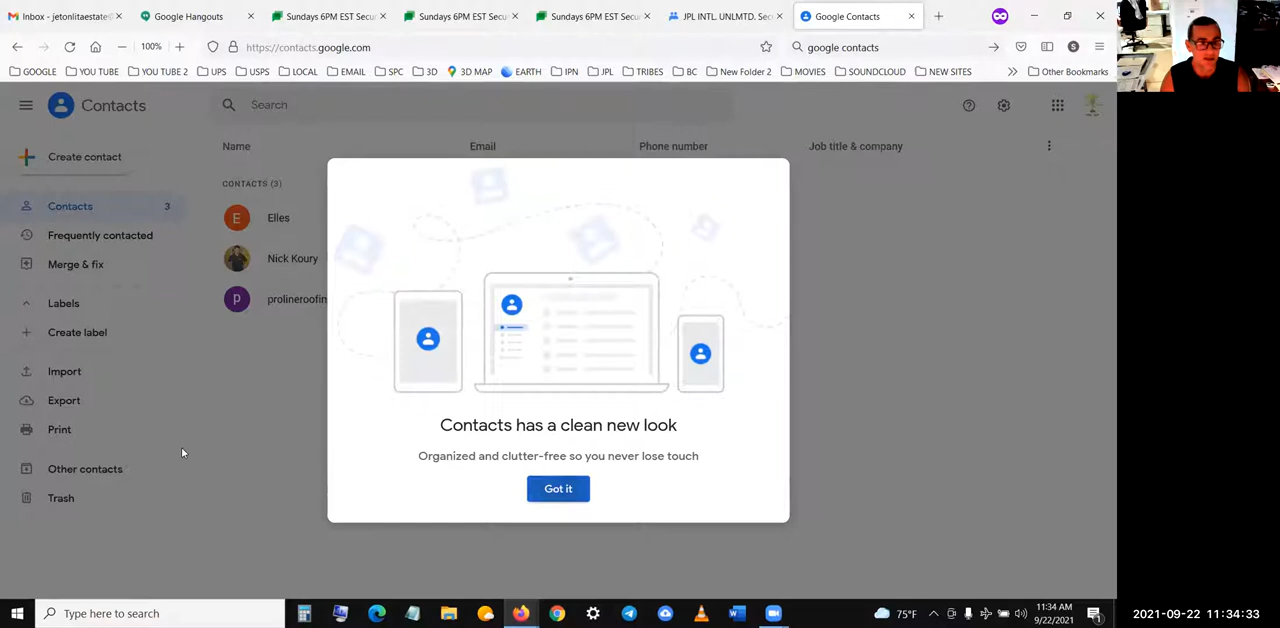 Inbox - jetonlitaestate@
Google Hangouts
Sundays 6PM EST Secur
Sundays 6PM EST Secur
Sundays 6PM EST Secur
JPL INTL. UNLMTD. Sec
Google Contacts
100%
https://contacts.google.com
google contacts
GOOGLE
YOU TUBE
YOU TUBE 2
UPS
USPS
LOCAL
EMAIL
SPC
3D
3D MAP
EARTH
IPN
JPL
TRIBES
BC
New Folder 2
MOVIES
SOUNDCLOUD
NEW SITES
Other Bookmarks
Contacts
Search
Create contact
Name
Email
Phone number
Job title & company
CONTACTS (3)
Contacts
3
E
Elles
Frequently contacted
Nick Koury
Merge & fix
p
prolineroofin
Labels
Create label
Import
Export
Print
Other contacts
Trash
Contacts has a clean new look
Organized and clutter-free so you never lose touch
Got it
Type here to search
75°F
11:34 AM
9/22/2021
1
2021-09-22 11:34:33